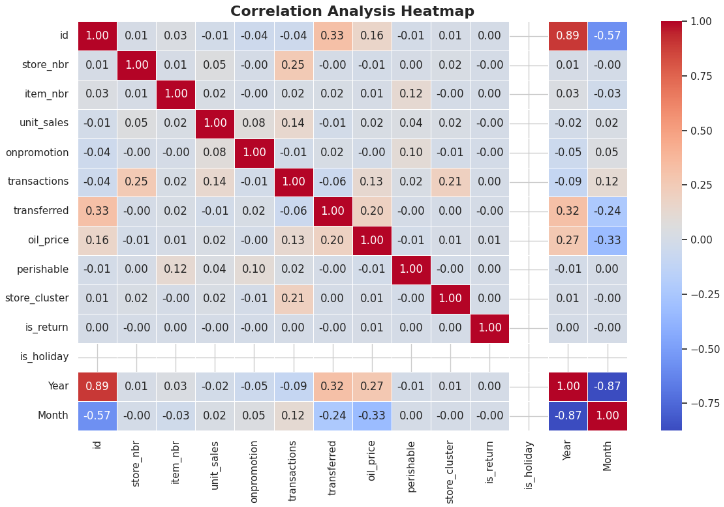 Correlation Analysis Heatmap
id 1.00 0.01 0.03 -0.01 -0.04 -0.04 0.33 0.16 -0.01 0.01 0.00 0.89 -0.57
store_nbr 0.01 1.00 0.01 0.05 -0.00 0.25 -0.00 -0.01 0.00 0.02 -0.00 0.01 -0.00
item_nbr 0.03 0.01 1.00 0.02 -0.00 0.02 0.02 0.01 0.12 -0.00 0.00 0.03 -0.03
unit_sales -0.01 0.05 0.02 1.00 0.08 0.14 -0.01 0.02 0.04 0.02 -0.00 -0.02 0.02
onpromotion -0.04 -0.00 -0.00 0.08 1.00 -0.01 0.02 -0.00 0.10 -0.01 -0.00 -0.05 0.05
transactions -0.04 0.25 0.02 0.14 -0.01 1.00 -0.06 0.13 0.02 0.21 0.00 -0.09 0.12
transferred 0.33 -0.00 0.02 -0.01 0.02 -0.06 1.00 0.20 -0.00 0.00 -0.00 0.32 -0.24
oil_price 0.16 -0.01 0.01 0.02 -0.00 0.13 0.20 1.00 -0.01 0.01 0.01 0.27 -0.33
perishable -0.01 0.00 0.12 0.04 0.10 0.02 -0.00 -0.01 1.00 -0.00 -0.00 -0.01 0.00
store_cluster 0.01 0.02 -0.00 0.02 -0.01 0.21 0.00 0.01 -0.00 1.00 -0.00 0.01 -0.00
is_return 0.00 -0.00 0.00 -0.00 -0.00 0.00 -0.00 0.01 -0.00 -0.00 1.00 0.00 -0.00
is_holiday
Year 0.89 0.01 0.03 -0.02 -0.05 -0.09 0.32 0.27 -0.01 0.01 0.00 1.00 -0.87
Month -0.57 -0.00 -0.03 0.02 0.05 0.12 -0.24 -0.33 0.00 -0.00 -0.00 -0.87 1.00
id store_nbr item_nbr unit_sales onpromotion transactions transferred oil_price perishable store_cluster is_return is_holiday Year Month
1.00
0.75
0.50
0.25
0.00
−0.25
−0.50
−0.75